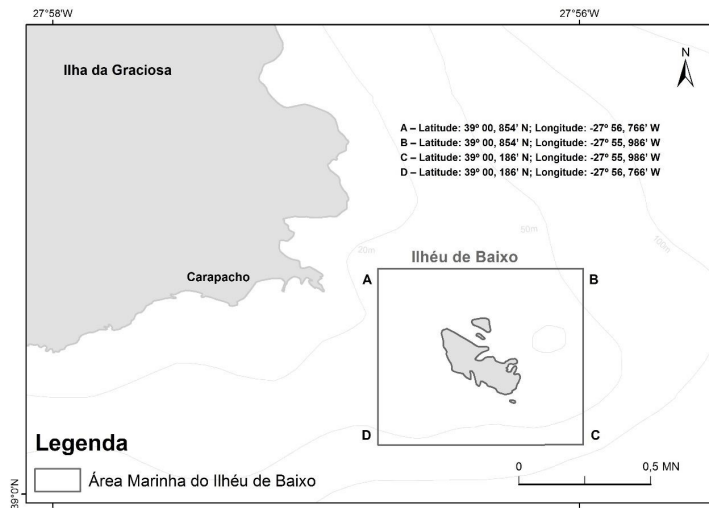 27°58'W
27°56'W
Ilha da Graciosa
N
A – Latitude: 39º 00, 854' N; Longitude: -27º 56, 766' W
B – Latitude: 39º 00, 854' N; Longitude: -27º 55, 986' W
C – Latitude: 39º 00, 186' N; Longitude: -27º 55, 986' W
D – Latitude: 39º 00, 186' N; Longitude: -27º 56, 766' W
20m
50m
100m
Ilhéu de Baixo
Carapacho
A
B
D
C
Legenda
Área Marinha do Ilhéu de Baixo
0
0,5 MN
39°0'N